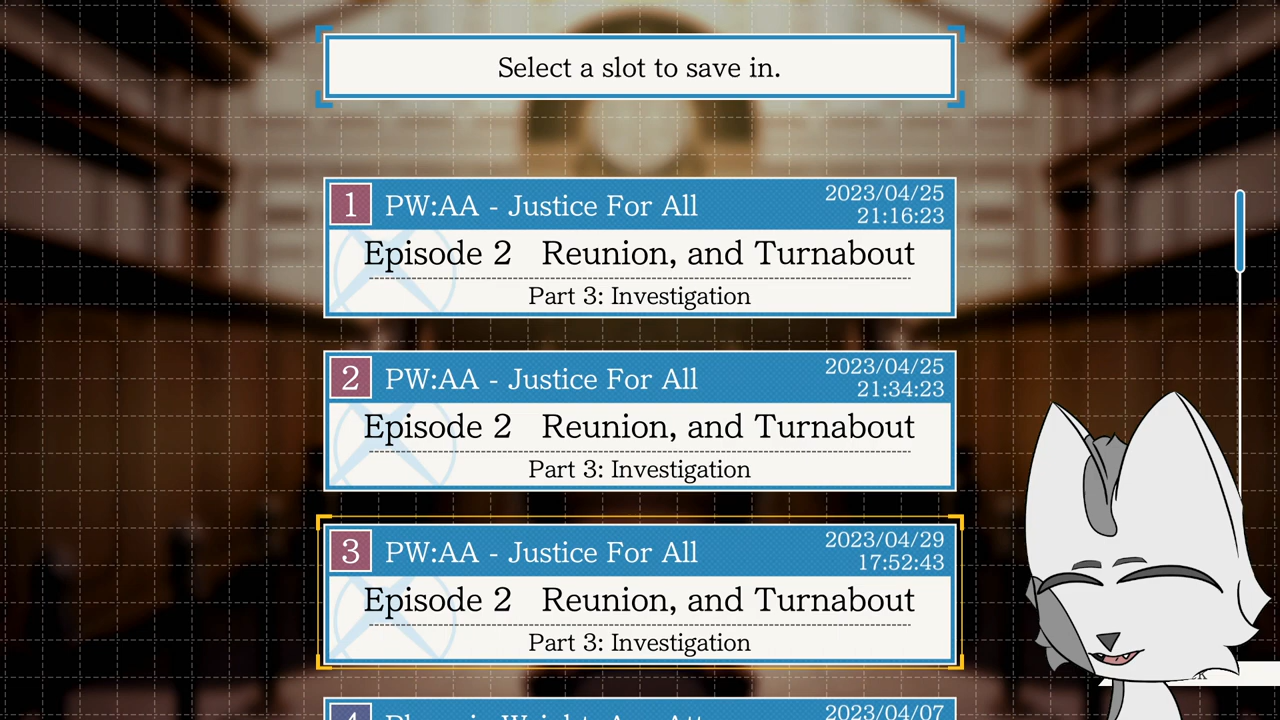 Select a slot to save in.
1 PW:AA - Justice For All 2023/04/25
21:16:23
Episode 2 Reunion, and Turnabout
Part 3: Investigation
2 PW:AA - Justice For All 2023/04/25
21:34:23
Episode 2 Reunion, and Turnabout
Part 3: Investigation
3 PW:AA - Justice For All 2023/04/29
17:52:43
Episode 2 Reunion, and Turnabout
Part 3: Investigation
4 2023/04/07